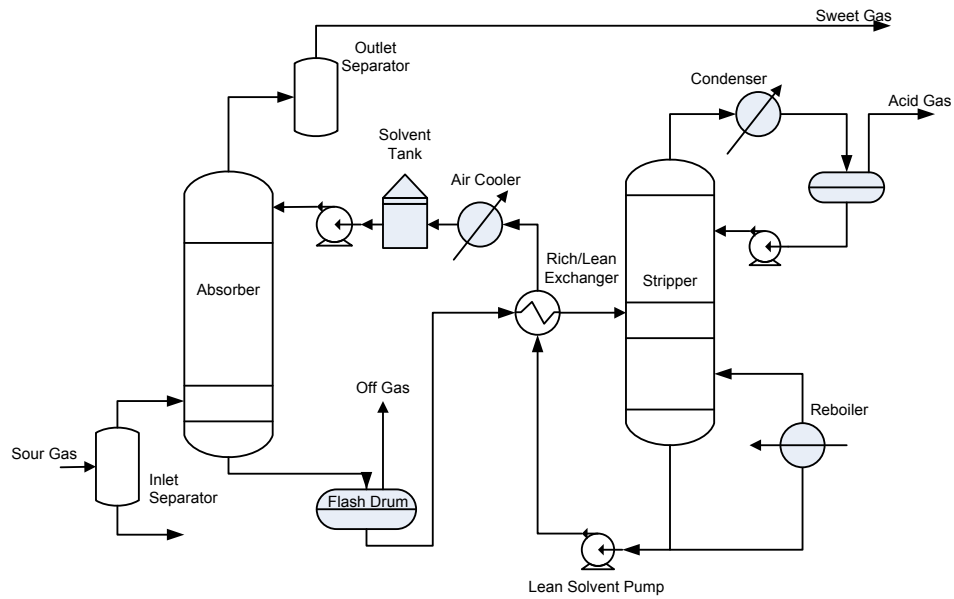 Sweet Gas
Outlet
Separator
Condenser
Acid Gas
Solvent
Tank
Air Cooler
Rich/Lean
Exchanger
Absorber
Stripper
Off Gas
Reboiler
Sour Gas
Inlet
Separator
Flash Drum
Lean Solvent Pump